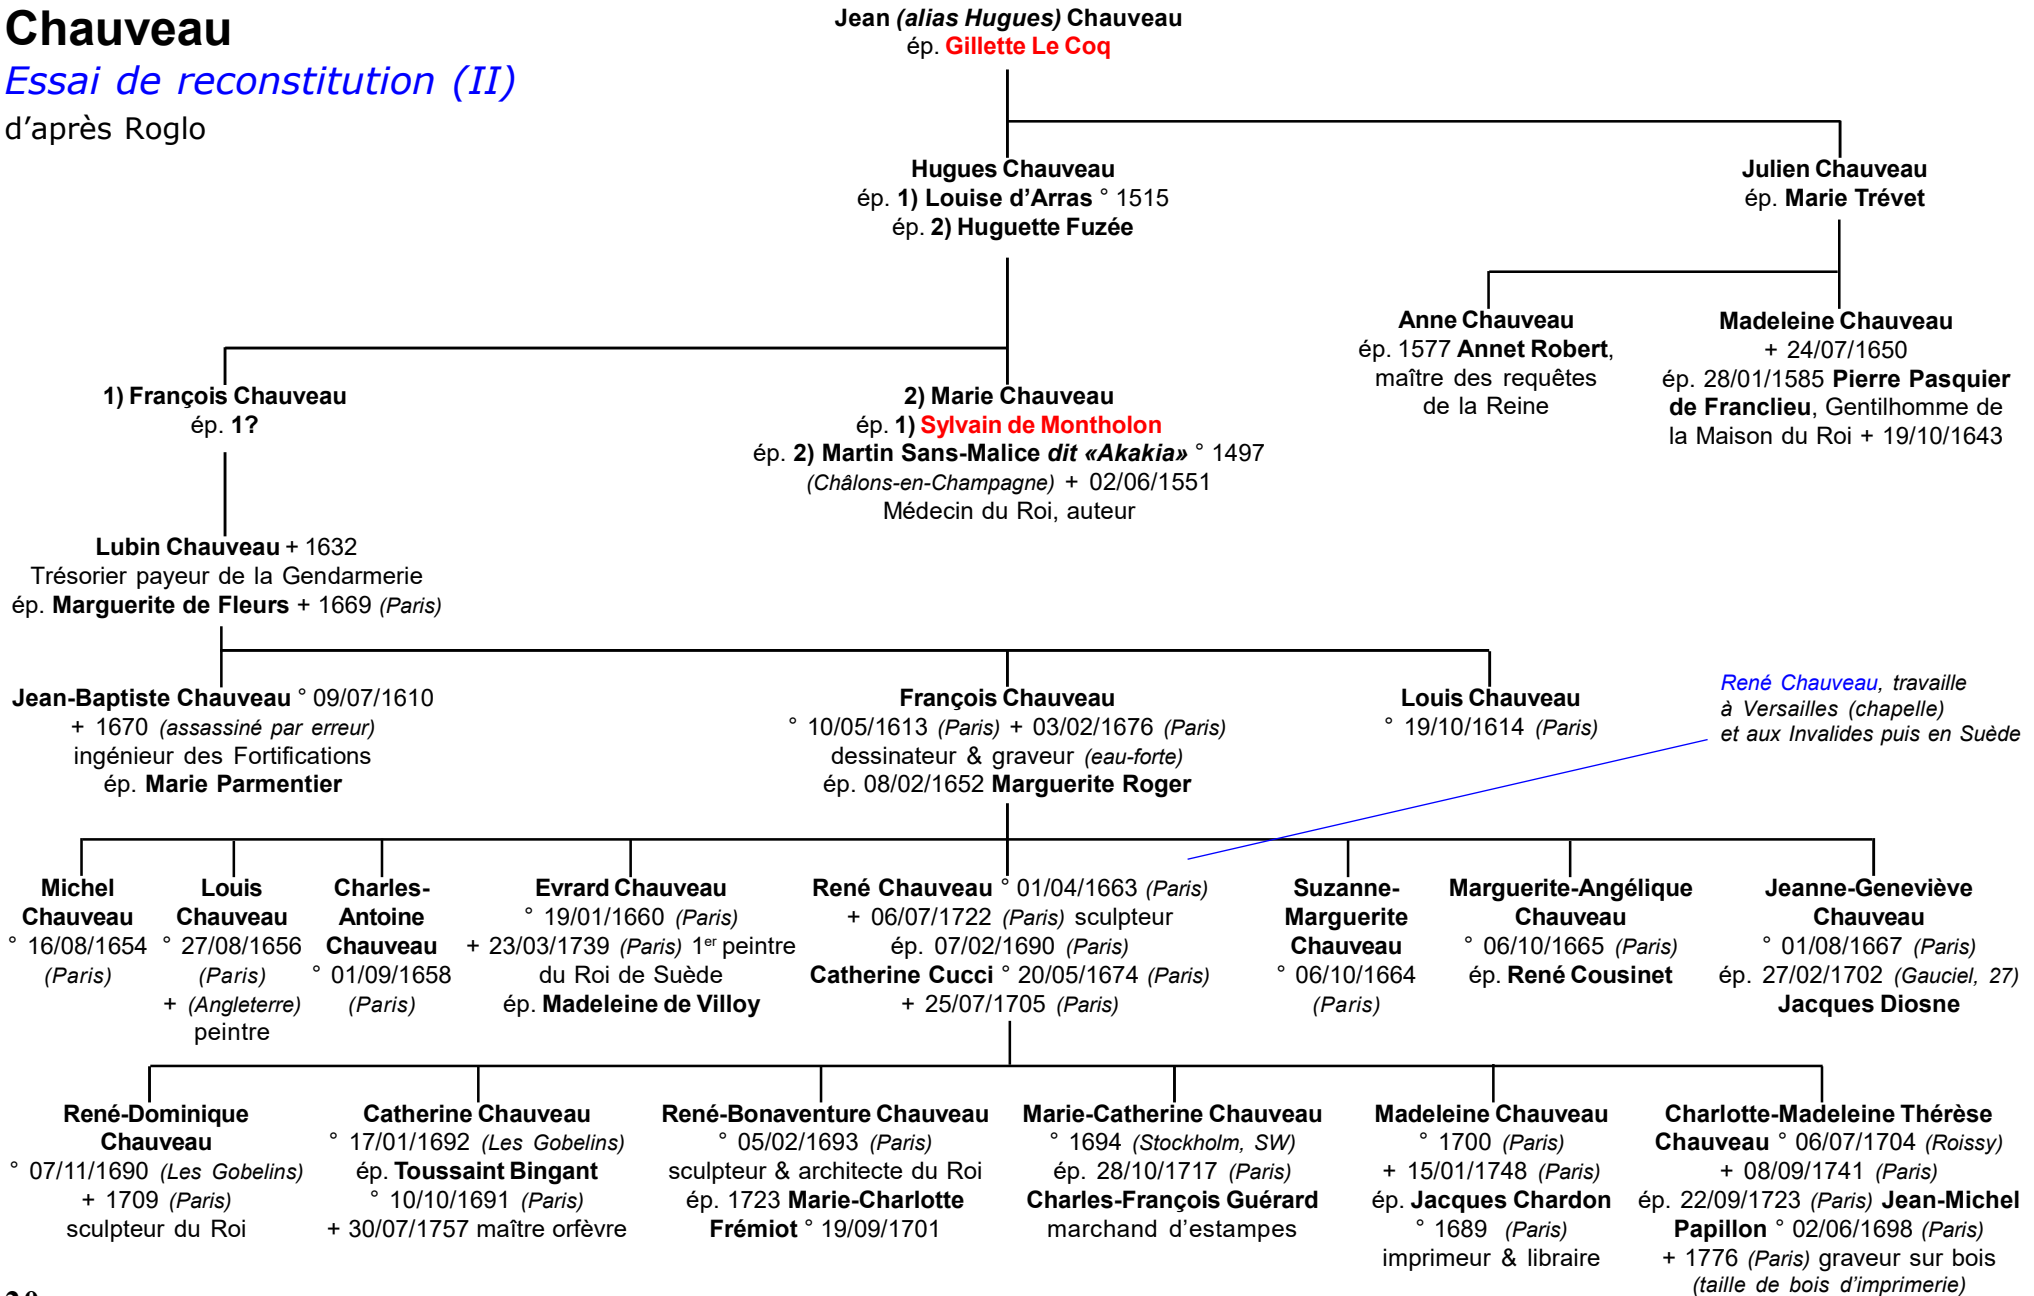 Chauveau
Essai de reconstitution (II)
d’après Roglo
Jean (alias Hugues) Chauveau
ép. Gillette Le Coq
Hugues Chauveau
ép. 1) Louise d’Arras ° 1515
ép. 2) Huguette Fuzée
Julien Chauveau
ép. Marie Trévet
Anne Chauveau
ép. 1577 Annet Robert,
maître des requêtes
de la Reine
Madeleine Chauveau
+ 24/07/1650
ép. 28/01/1585 Pierre Pasquier
de Franclieu, Gentilhomme de
la Maison du Roi + 19/10/1643
1) François Chauveau
ép. 1?
2) Marie Chauveau
ép. 1) Sylvain de Montholon
ép. 2) Martin Sans-Malice dit «Akakia» ° 1497
(Châlons-en-Champagne) + 02/06/1551
Médecin du Roi, auteur
Lubin Chauveau + 1632
Trésorier payeur de la Gendarmerie
ép. Marguerite de Fleurs + 1669 (Paris)
Jean-Baptiste Chauveau ° 09/07/1610
+ 1670 (assassiné par erreur)
ingénieur des Fortifications
ép. Marie Parmentier
François Chauveau
° 10/05/1613 (Paris) + 03/02/1676 (Paris)
dessinateur & graveur (eau-forte)
ép. 08/02/1652 Marguerite Roger
Louis Chauveau
° 19/10/1614 (Paris)
René Chauveau, travaille
à Versailles (chapelle)
et aux Invalides puis en Suède
Michel
Chauveau
° 16/08/1654
(Paris)
Louis
Chauveau
° 27/08/1656
(Paris)
+ (Angleterre)
peintre
Charles-
Antoine
Chauveau
° 01/09/1658
(Paris)
Evrard Chauveau
° 19/01/1660 (Paris)
+ 23/03/1739 (Paris) 1er peintre
du Roi de Suède
ép. Madeleine de Villoy
René Chauveau ° 01/04/1663 (Paris)
+ 06/07/1722 (Paris) sculpteur
ép. 07/02/1690 (Paris)
Catherine Cucci ° 20/05/1674 (Paris)
+ 25/07/1705 (Paris)
Suzanne-
Marguerite
Chauveau
° 06/10/1664
(Paris)
Marguerite-Angélique
Chauveau
° 06/10/1665 (Paris)
ép. René Cousinet
Jeanne-Geneviève
Chauveau
° 01/08/1667 (Paris)
ép. 27/02/1702 (Gauciel, 27)
Jacques Diosne
René-Dominique
Chauveau
° 07/11/1690 (Les Gobelins)
+ 1709 (Paris)
sculpteur du Roi
Catherine Chauveau
° 17/01/1692 (Les Gobelins)
ép. Toussaint Bingant
° 10/10/1691 (Paris)
+ 30/07/1757 maître orfèvre
René-Bonaventure Chauveau
° 05/02/1693 (Paris)
sculpteur & architecte du Roi
ép. 1723 Marie-Charlotte
Frémiot ° 19/09/1701
Marie-Catherine Chauveau
° 1694 (Stockholm, SW)
ép. 28/10/1717 (Paris)
Charles-François Guérard
marchand d’estampes
Madeleine Chauveau
° 1700 (Paris)
+ 15/01/1748 (Paris)
ép. Jacques Chardon
° 1689 (Paris)
imprimeur & libraire
Charlotte-Madeleine Thérèse
Chauveau ° 06/07/1704 (Roissy)
+ 08/09/1741 (Paris)
ép. 22/09/1723 (Paris) Jean-Michel
Papillon ° 02/06/1698 (Paris)
+ 1776 (Paris) graveur sur bois
(taille de bois d’imprimerie)